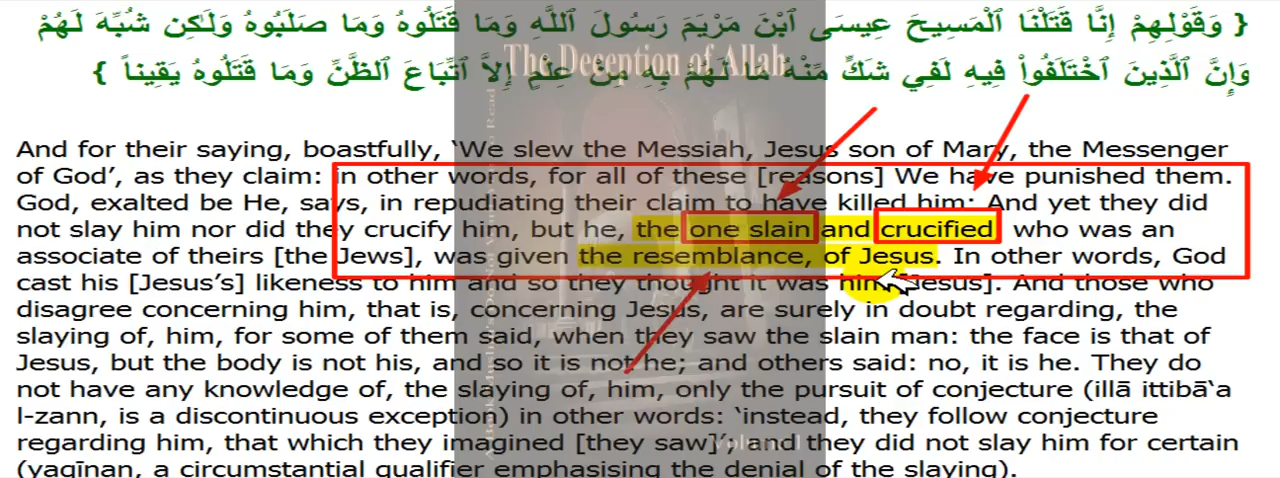 { وَقَوْلِهِمْ إِنَّا قَتَلْنَا ٱلْمَسِيحَ عِيسَى ٱبْنَ مَرْيَمَ رَسُولَ ٱللَّهِ وَمَا قَتَلُوهُ وَمَا صَلَبُوهُ وَلَـٰكِن شُبِّهَ لَهُمْ
وَإِنَّ ٱلَّذِينَ ٱخْتَلَفُواْ فِيهِ لَفِي شَكٍّ مِّنْهُ مَا لَهُمْ بِهِ مِنْ عِلْمٍ إِلاَّ ٱتِّبَاعَ ٱلظَّنِّ وَمَا قَتَلُوهُ يَقِيناً }
The Deception of Allah
And for their saying, boastfully, ‘We slew the Messiah, Jesus son of Mary, the Messenger
of God’, as they claim: in other words, for all of these [reasons] We have punished them.
God, exalted be He, says, in repudiating their claim to have killed him: And yet they did
not slay him nor did they crucify him, but he, the one slain and crucified, who was an
associate of theirs [the Jews], was given the resemblance, of Jesus. In other words, God
cast his [Jesus’s] likeness to him and so they thought it was him [Jesus]. And those who
disagree concerning him, that is, concerning Jesus, are surely in doubt regarding, the
slaying of, him, for some of them said, when they saw the slain man: the face is that of
Jesus, but the body is not his, and so it is not he; and others said: no, it is he. They do
not have any knowledge of, the slaying of, him, only the pursuit of conjecture (illā ittibā‘a
l-zann, is a discontinuous exception) in other words: ‘instead, they follow conjecture
regarding him, that which they imagined [they saw]’; and they did not slay him for certain
(yaqīnan, a circumstantial qualifier emphasising the denial of the slaying).